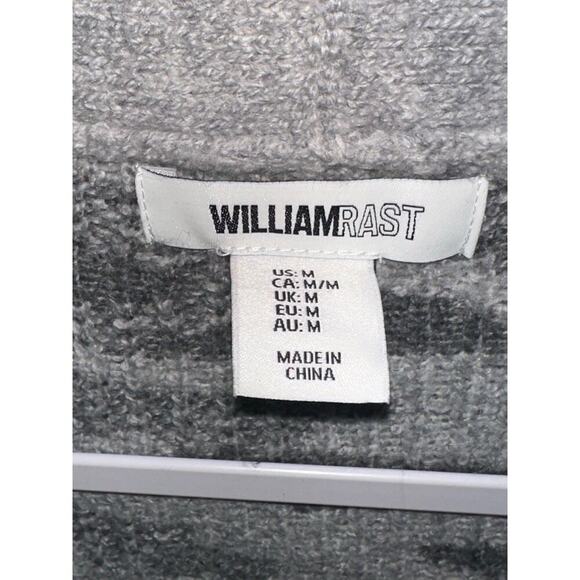 WILLIAMRAST
US: M
CA: M/M
UK: M
EU: M
AU: M
MADE IN
CHINA